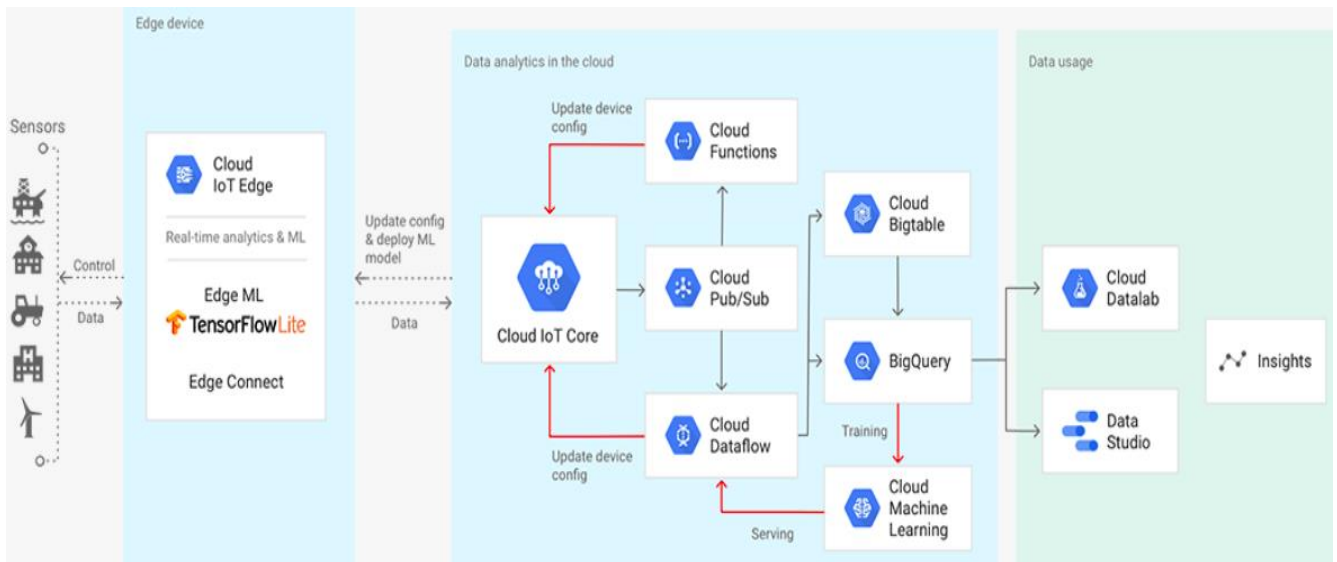 Edge device
Sensors
Cloud
IoT Edge
Real-time analytics & ML
Edge ML
TensorFlow Lite
Edge Connect
Control
Data
Update config
& deploy ML
model
Data
Data analytics in the cloud
Update device
config
Cloud
Functions
Cloud IoT Core
Cloud
Pub/Sub
Cloud
Dataflow
Update device
config
Cloud
Bigtable
BigQuery
Training
Cloud
Machine
Learning
Serving
Data usage
Cloud
Datalab
Data
Studio
Insights